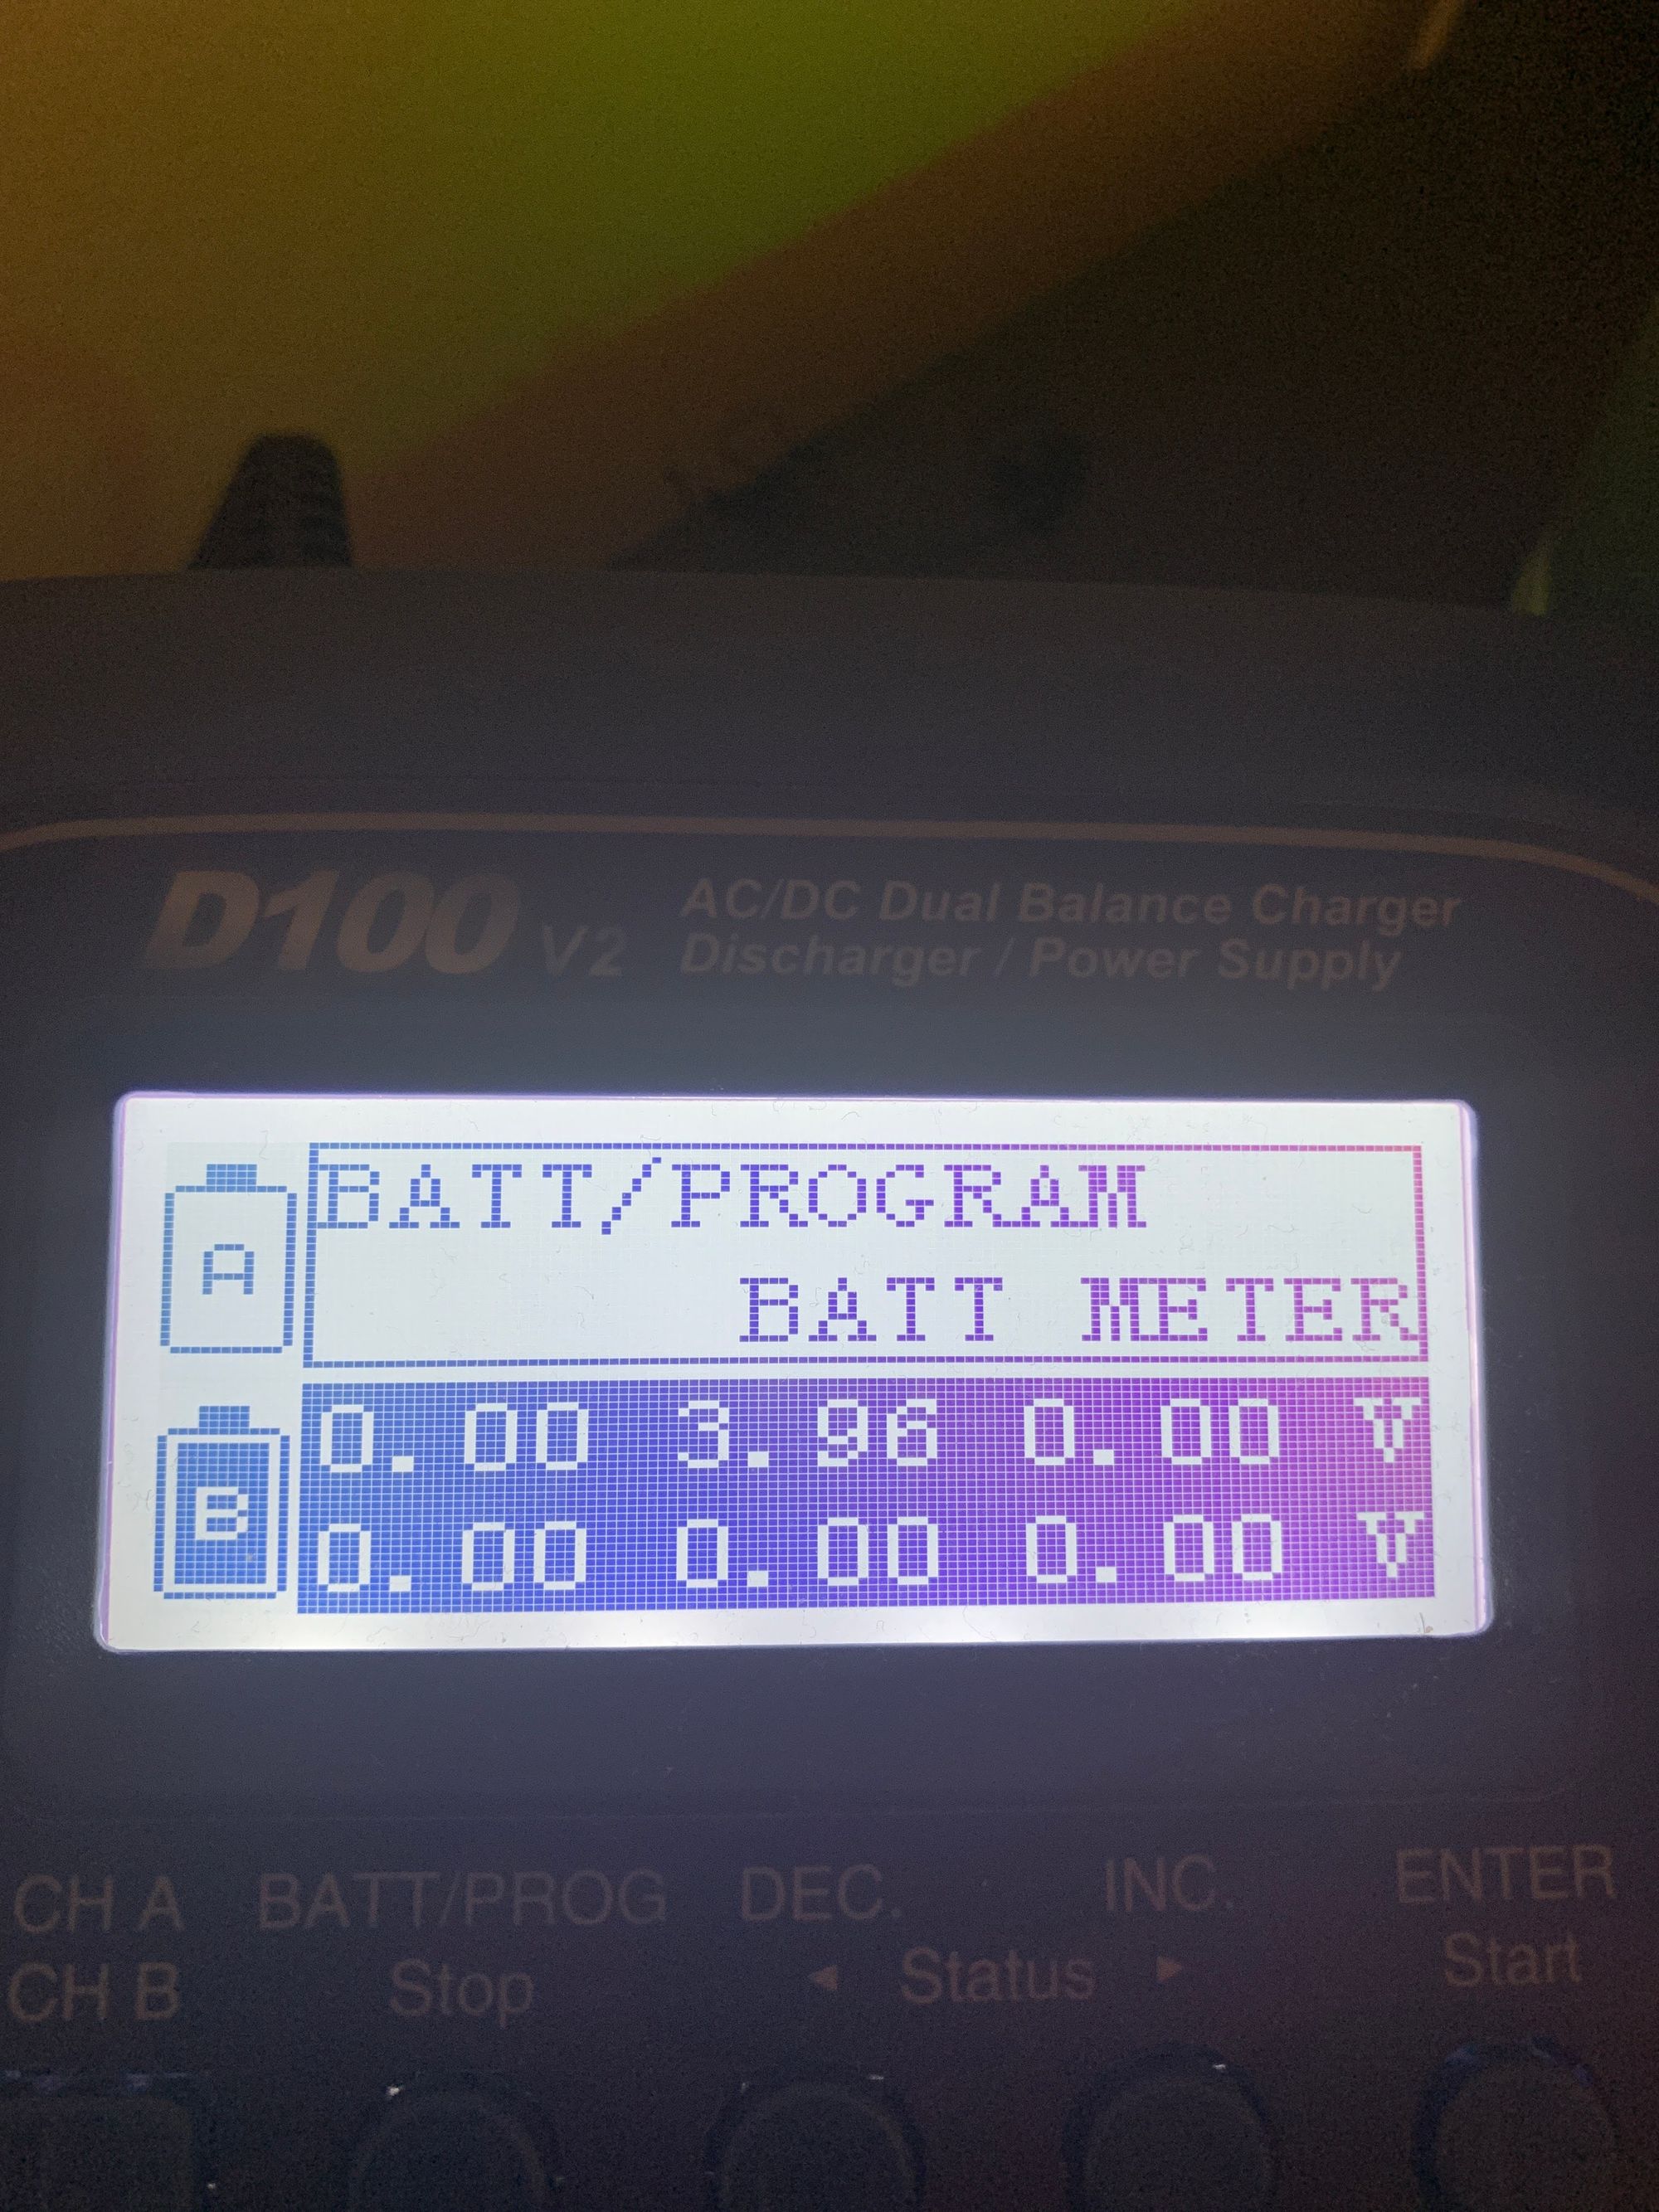 D100 V2
AC/DC Dual Balance Charger
Discharger / Power Supply
A
BATT/PROGRAM
BATT METER
B
0.00 3.96 0.00 V
0.00 0.00 0.00 V
CH A BATT/PROG DEC. INC. ENTER
CH B Stop ◄ Status ► Start